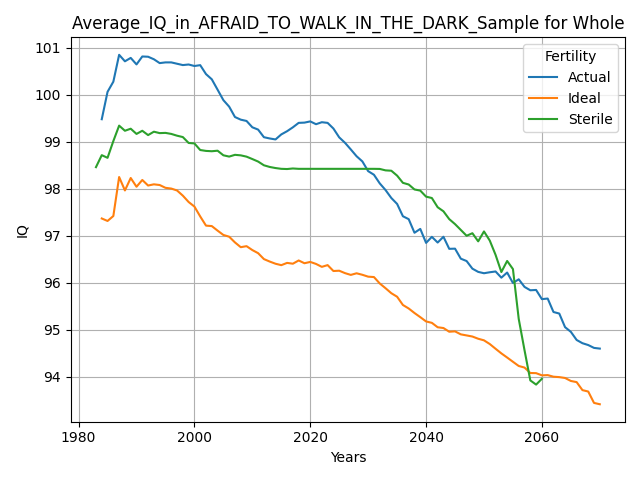 Average_IQ_in_AFRAID_TO_WALK_IN_THE_DARK_Sample for Whole
Fertility
Actual
Ideal
Sterile
101
100
99
98
97
96
95
94
IQ
1980
2000
2020
2040
2060
Years